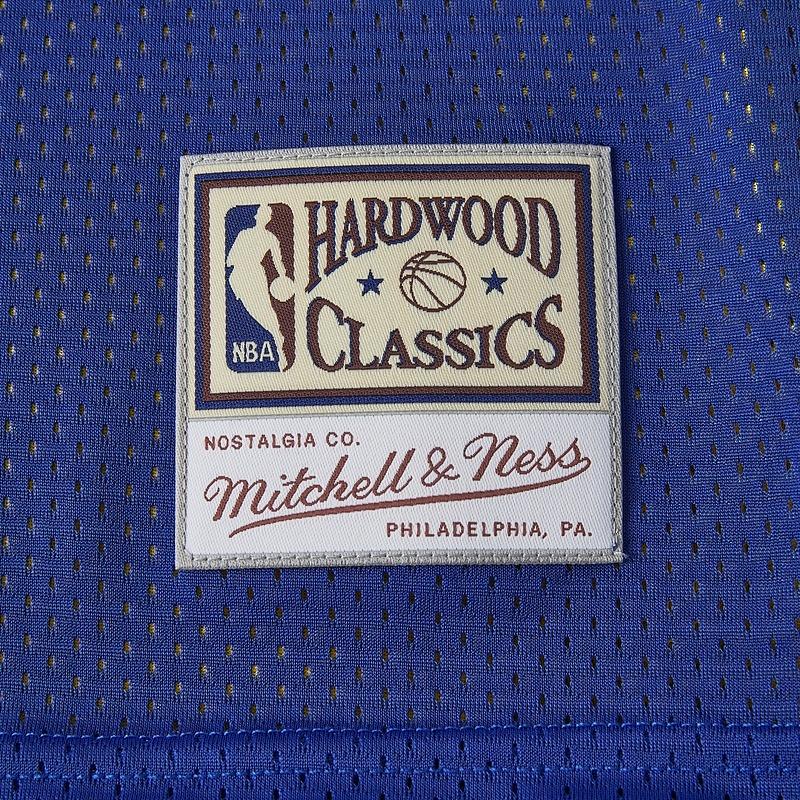 HARDWOOD
CLASSICS
NBA
NOSTALGIA CO.
Mitchell & Ness
PHILADELPHIA, PA.